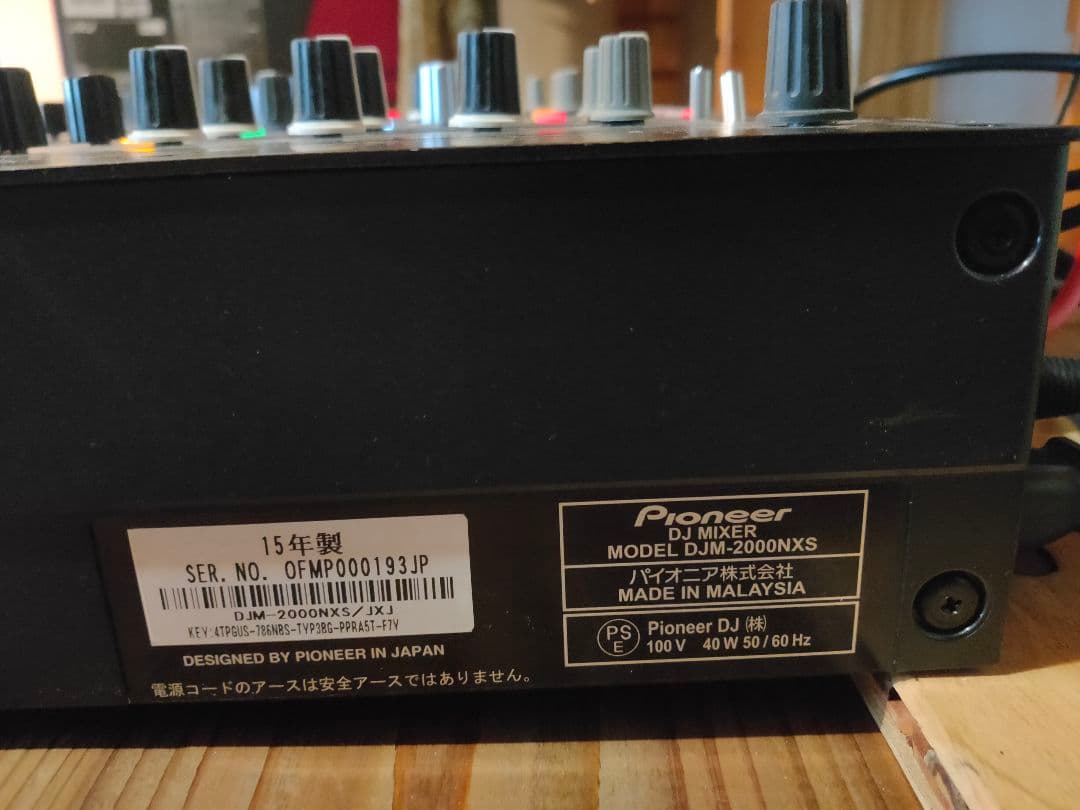 15年製
SER. NO. OFMP000193JP
DJM-2000NXS/JXJ
KEY:4TPGUS-786NBS-TYP3BG-PPRA5T-F7V
DESIGNED BY PIONEER IN JAPAN
電源コードのアースは安全アースではありません。
Pioneer
DJ MIXER
MODEL DJM-2000NXS
パイオニア株式会社
MADE IN MALAYSIA
PS
E
Pioneer DJ (株)
100 V 40 W 50 / 60 Hz